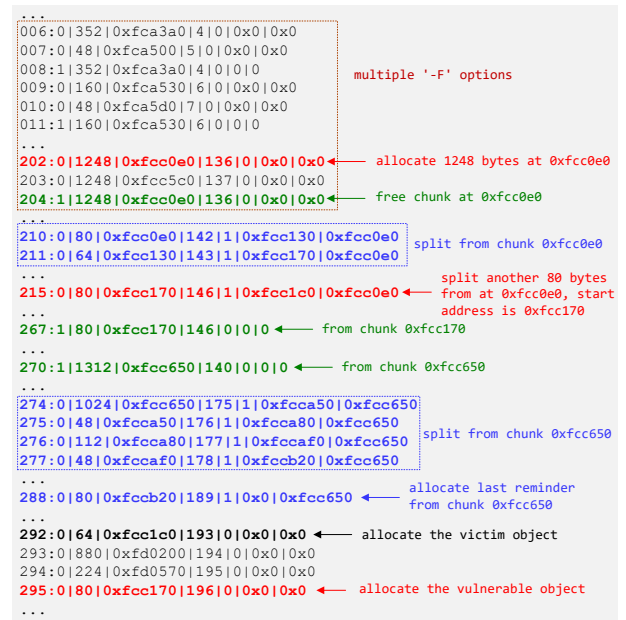 ...
006:0|352|0xfca3a0|4|0|0x0|0x0
007:0|48|0xfca500|5|0|0x0|0x0
008:1|352|0xfca3a0|4|0|0|0
multiple '-F' options
009:0|160|0xfca530|6|0|0x0|0x0
010:0|48|0xfca5d0|7|0|0x0|0x0
011:1|160|0xfca530|6|0|0|0
...
202:0|1248|0xfcc0e0|136|0|0x0|0x0 allocate 1248 bytes at 0xfcc0e0
203:0|1248|0xfcc5c0|137|0|0x0|0x0
204:1|1248|0xfcc0e0|136|0|0x0|0x0 free chunk at 0xfcc0e0
...
210:0|80|0xfcc0e0|142|1|0xfcc130|0xfcc0e0
split from chunk 0xfcc0e0
211:0|64|0xfcc130|143|1|0xfcc170|0xfcc0e0
...
215:0|80|0xfcc170|146|1|0xfcc1c0|0xfcc0e0
split another 80 bytes
from at 0xfcc0e0, start
address is 0xfcc170
...
267:1|80|0xfcc170|146|0|0|0 from chunk 0xfcc170
...
270:1|1312|0xfcc650|140|0|0|0 from chunk 0xfcc650
...
274:0|1024|0xfcc650|175|1|0xfcca50|0xfcc650
275:0|48|0xfcca50|176|1|0xfcca80|0xfcc650
276:0|112|0xfcca80|177|1|0xfccaf0|0xfcc650
split from chunk 0xfcc650
277:0|48|0xfccaf0|178|1|0xfccb20|0xfcc650
...
288:0|80|0xfccb20|189|1|0x0|0xfcc650
allocate last reminder
from chunk 0xfcc650
...
292:0|64|0xfcc1c0|193|0|0x0|0x0 allocate the victim object
293:0|880|0xfd0200|194|0|0x0|0x0
294:0|224|0xfd0570|195|0|0x0|0x0
295:0|80|0xfcc170|196|0|0x0|0x0 allocate the vulnerable object
...